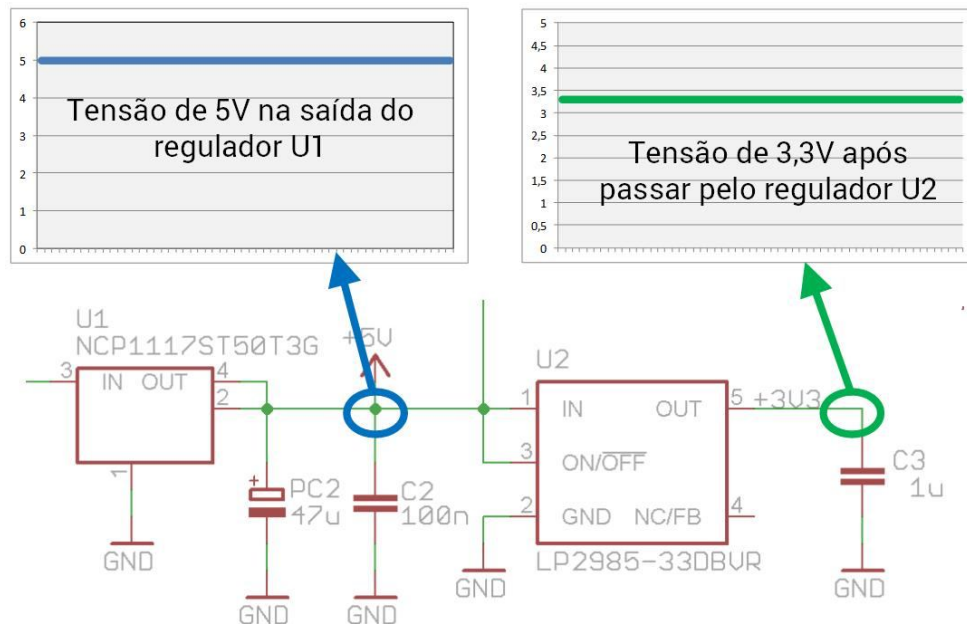 6
5
4
3
2
1
0
Tensão de 5V na saída do
regulador U1
5
4,5
4
3,5
3
2,5
2
1,5
1
0,5
0
Tensão de 3,3V após
passar pelo regulador U2
U1
NCP1117ST50T3G
3
IN
OUT
4
2
1
GND
+5V
PC2
47u
+
GND
C2
100n
GND
U2
1
IN
OUT
5
+3V3
3
ON/OFF
2
GND
NC/FB
4
LP2985-33DBVR
GND
C3
1u
GND